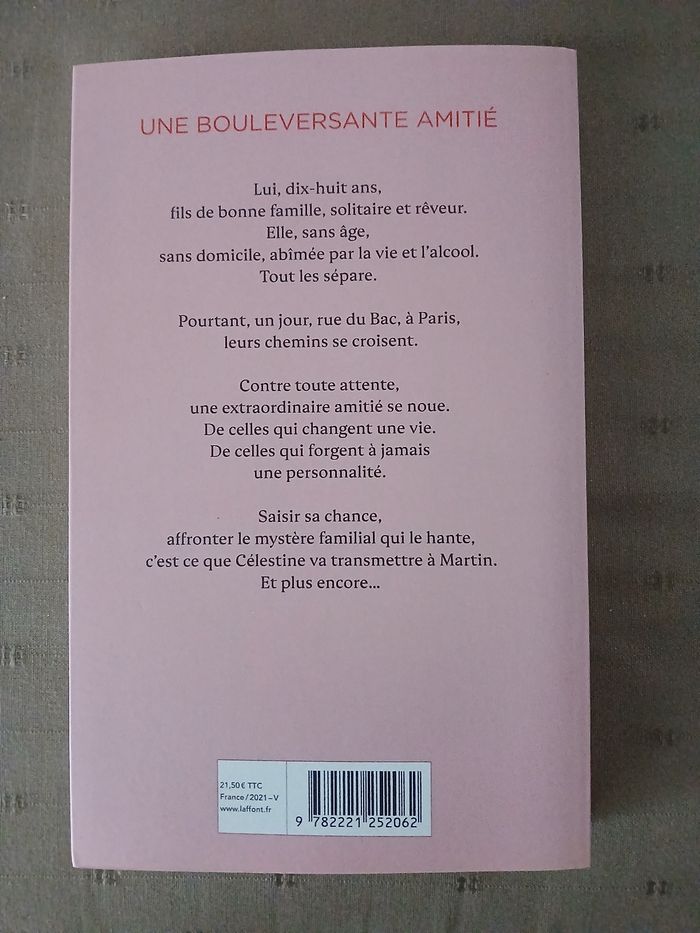 UNE BOULEVERSANTE AMITIÉ
Lui, dix-huit ans,
fils de bonne famille, solitaire et rêveur.
Elle, sans âge,
sans domicile, abîmée par la vie et l'alcool.
Tout les sépare.
Pourtant, un jour, rue du Bac, à Paris,
leurs chemins se croisent.
Contre toute attente,
une extraordinaire amitié se noue.
De celles qui changent une vie.
De celles qui forgent à jamais
une personnalité.
Saisir sa chance,
affronter le mystère familial qui le hante,
c'est ce que Célestine va transmettre à Martin.
Et plus encore…
21,50 € TTC
France / 2021 – V
www.laffont.fr
9 782221 252062